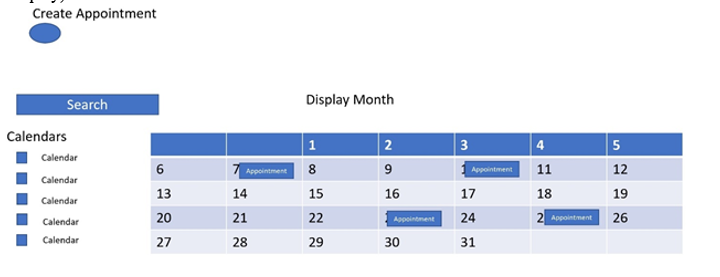 Create Appointment
Search
Display Month
Calendars
Calendar
Calendar
Calendar
Calendar
Calendar
1 2 3 4 5
6 7 Appointment 8 9 1 Appointment 11 12
13 14 15 16 17 18 19
20 21 22 Appointment 24 2 Appointment 26
27 28 29 30 31